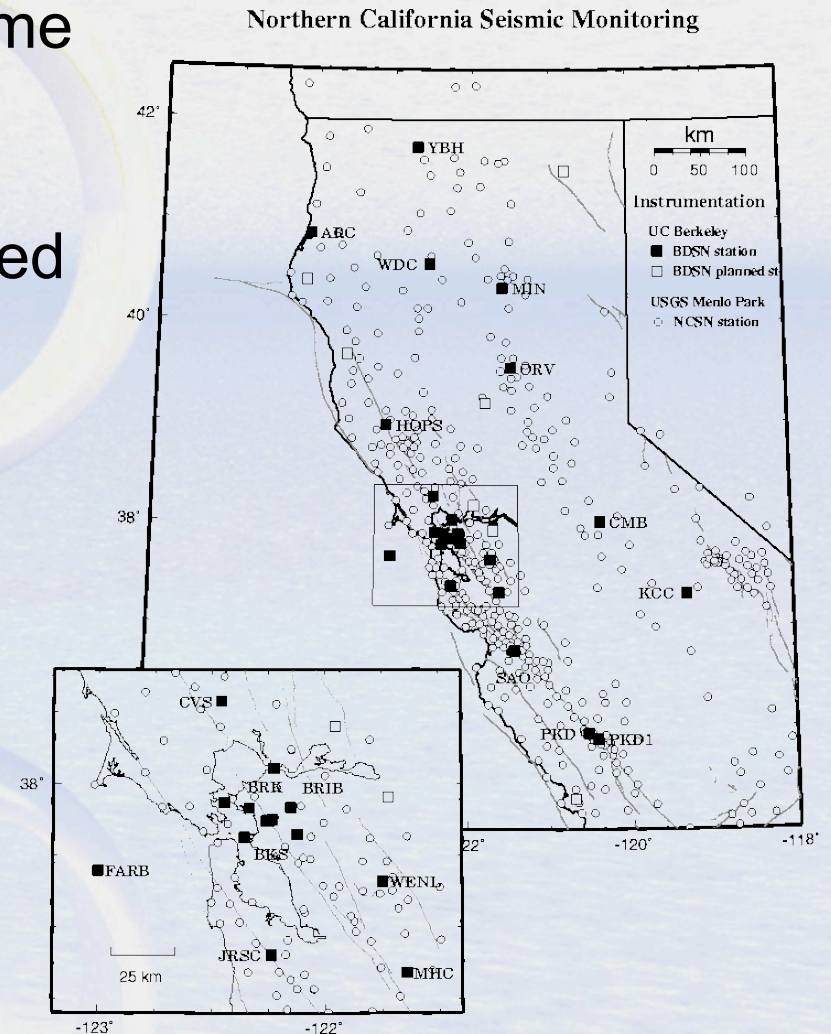 me
ed
Northern California Seismic Monitoring
42°
40°
38°
km
0 50 100
Instrumentation
UC Berkeley
BDSN station
BDSN planned st
USGS Menlo Park
NCSN station
YBH
ARC
WDC
MIN
ORV
HOPS
CMB
KCC
SAO
PKD
PKD1
22°
-120°
-118°
CVS
38°
BRK
BRIB
BKS
FARB
WENL
JRSC
MHC
25 km
-123°
-122°